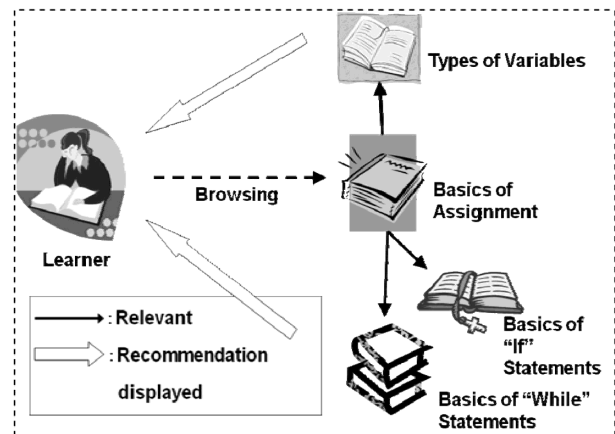 Types of Variables
Browsing
Basics of
Assignment
Learner
: Relevant
: Recommendation
displayed
Basics of
“If”
Statements
Basics of “While”
Statements